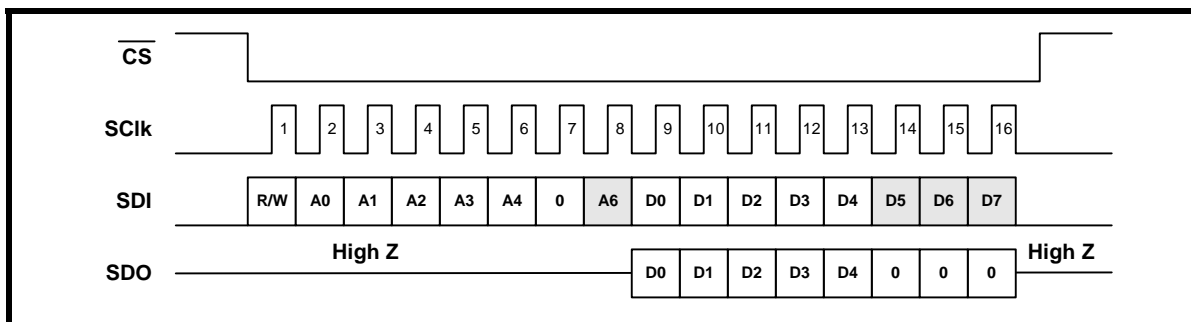 CS
SClk 1 2 3 4 5 6 7 8 9 10 11 12 13 14 15 16
SDI R/W A0 A1 A2 A3 A4 0 A6 D0 D1 D2 D3 D4 D5 D6 D7
High Z High Z
SDO D0 D1 D2 D3 D4 0 0 0